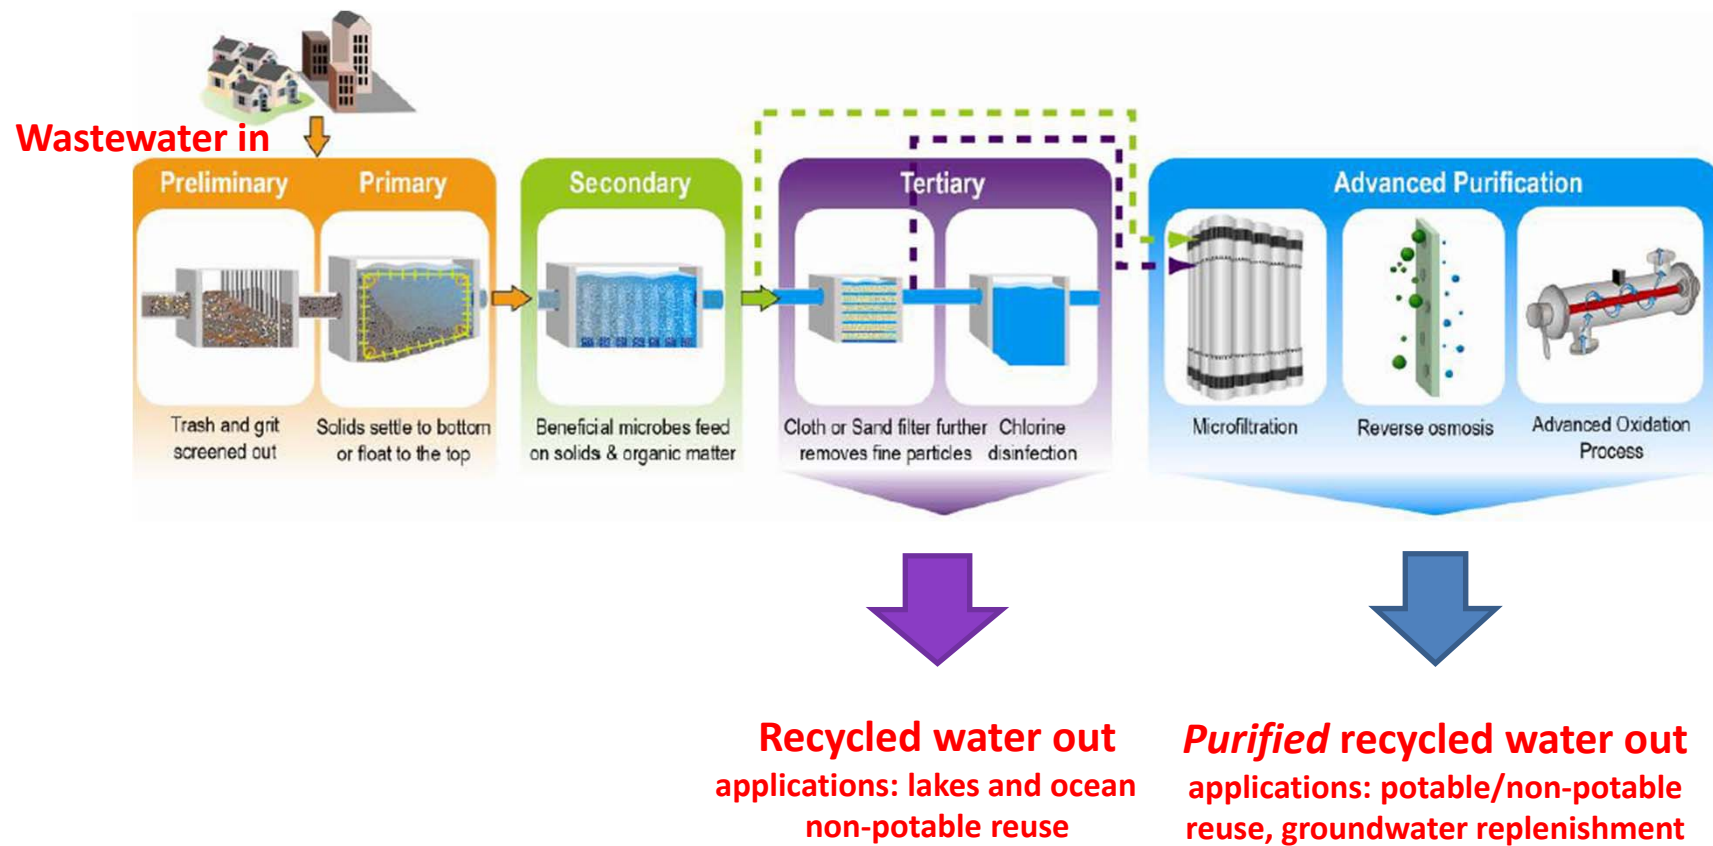 Wastewater in
Preliminary
Primary
Secondary
Tertiary
Advanced Purification
Trash and grit
screened out
Solids settle to bottom
or float to the top
Beneficial microbes feed
on solids & organic matter
Cloth or Sand filter further
removes fine particles
Chlorine
disinfection
Microfiltration
Reverse osmosis
Advanced Oxidation
Process
Recycled water out
applications: lakes and ocean
non-potable reuse
Purified recycled water out
applications: potable/non-potable
reuse, groundwater replenishment